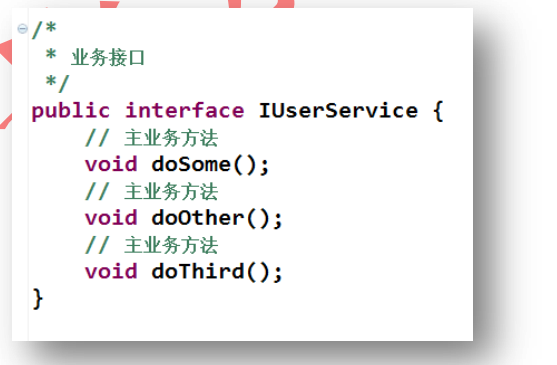 /*
 * 业务接口
 */
public interface IUserService {
    // 主业务方法
    void doSome();
    // 主业务方法
    void doOther();
    // 主业务方法
    void doThird();
}